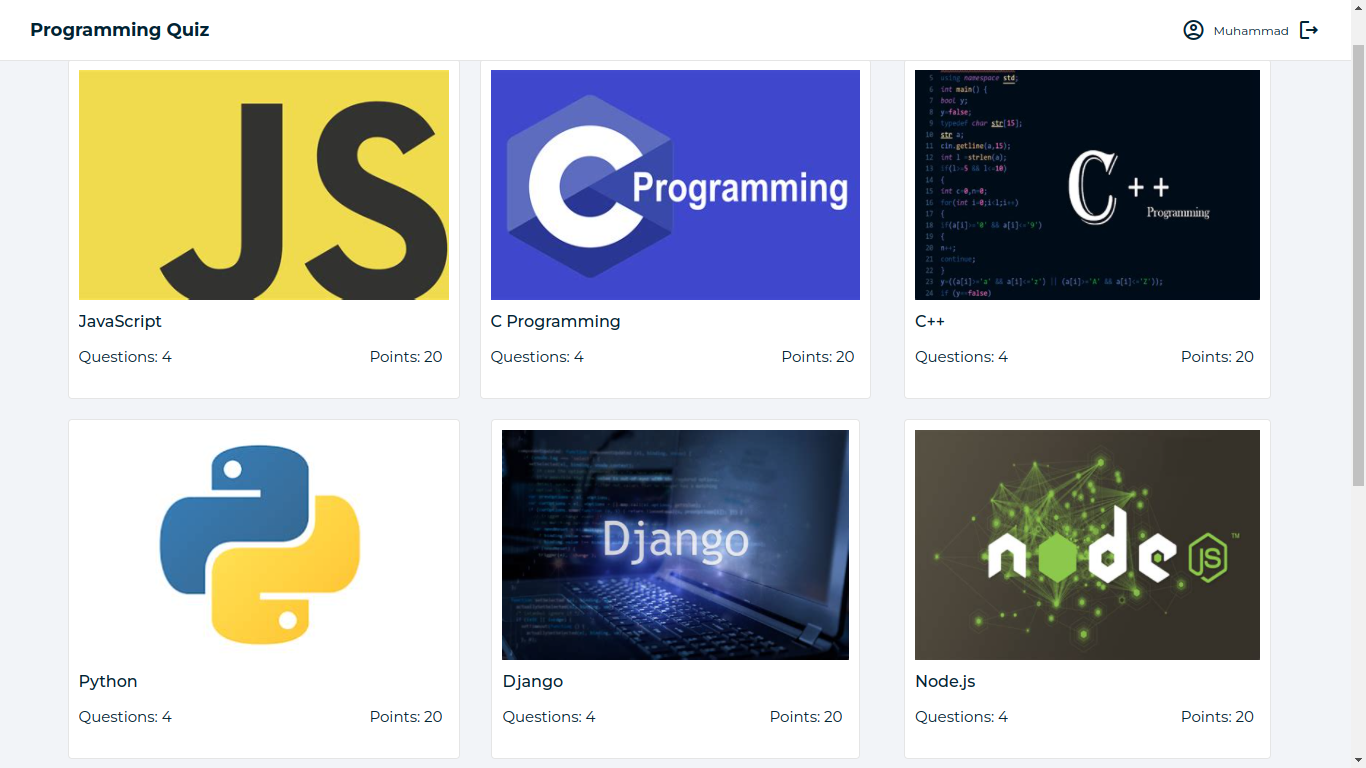 Programming Quiz
Muhammad
JS
JavaScript
Questions: 4 Points: 20
C Programming
C Programming
Questions: 4 Points: 20
5 using namespace std;
6 int main() {
7 bool y;
8 y=false;
9 typedef char str[15];
10 str a;
11 cin.getline(a,15);
12 int l =strlen(a);
13 if(l>=5 && l<=10)
14 {
15 int c=0,n=0;
16 for(int i=0;i<l;i++)
17 {
18 if(a[i]>='0' && a[i]<='9')
19 {
20 n++;
21 continue;
22 }
23 y=((a[i]>='a' && a[i]<='z') || (a[i]>='A' && a[i]<='Z'));
24 if (y==false)
C++
Programming
C++
Questions: 4 Points: 20
Python
Questions: 4 Points: 20
Django
Django
Questions: 4 Points: 20
node JS ™
Node.js
Questions: 4 Points: 20